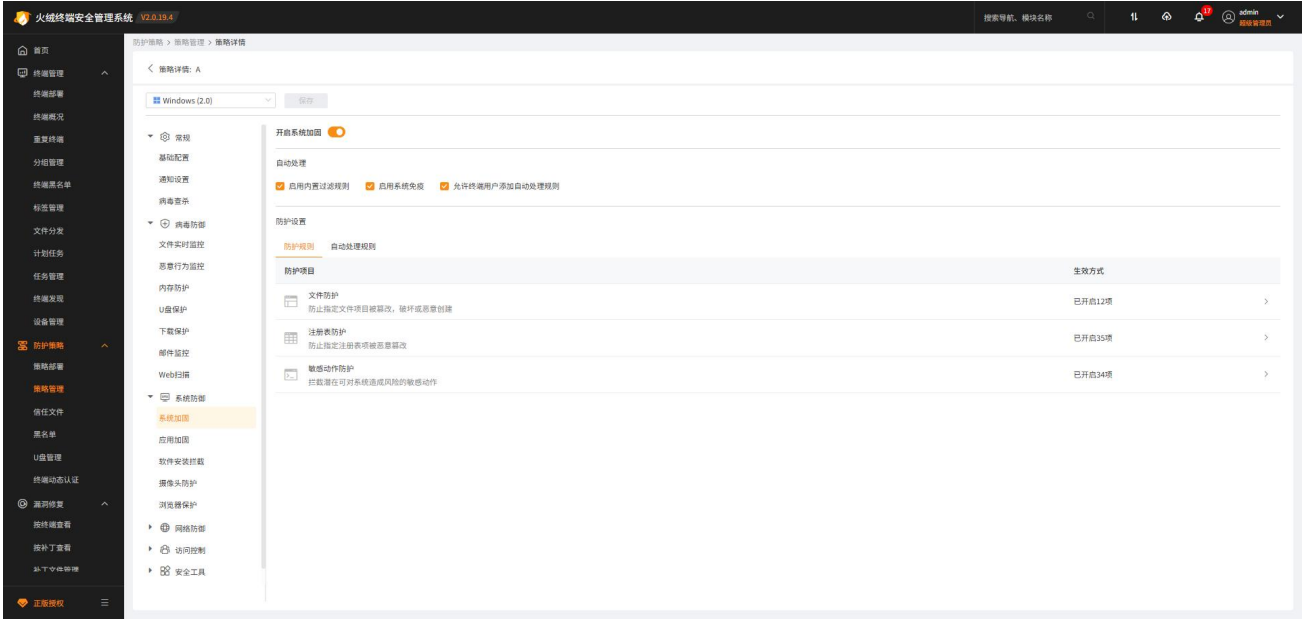 火绒终端安全管理系统 V2.0.19.4
搜索导航、模块名称
17
admin
超级管理员
首页
终端管理
终端部署
终端概况
重复终端
分组管理
终端黑名单
标签管理
文件分发
计划任务
任务管理
终端发现
设备管理
防护策略
策略部署
策略管理
信任文件
黑名单
U盘管理
终端动态认证
漏洞修复
按终端查看
按补丁查看
补丁文件管理
正版授权
防护策略 > 策略管理 > 策略详情
策略详情: A
Windows (2.0)
保存
常规
基础配置
通知设置
病毒查杀
病毒防御
文件实时监控
恶意行为监控
内存防护
U盘保护
下载保护
邮件监控
Web扫描
系统防御
系统加固
应用加固
软件安装拦截
摄像头防护
浏览器保护
网络防御
访问控制
安全工具
开启系统加固
自动处理
启用内置过滤规则 启用系统免疫 允许终端用户添加自动处理规则
防护设置
防护规则 自动处理规则
防护项目 生效方式
文件防护
防止指定文件项目被篡改，破坏或恶意创建
已开启12项
注册表防护
防止指定注册表项被恶意篡改
已开启35项
敏感动作防护
拦截潜在可对系统造成风险的敏感动作
已开启34项